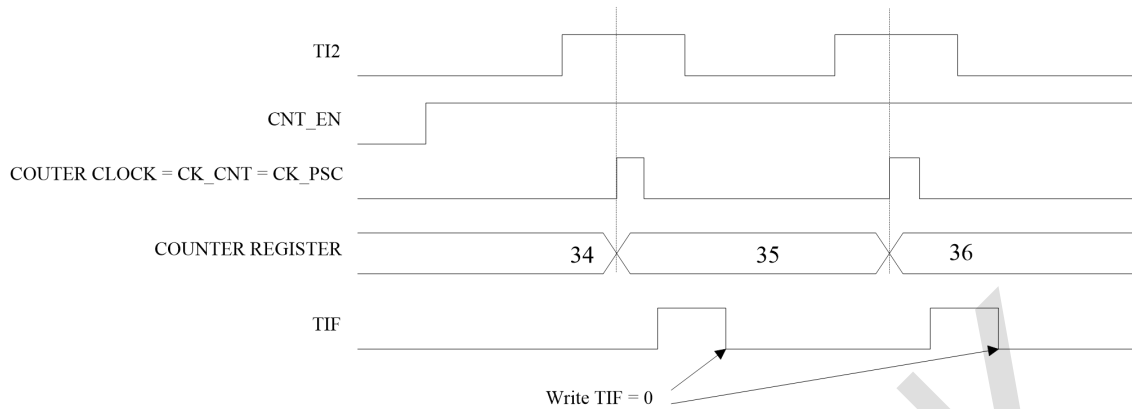 TI2
CNT_EN
COUTER CLOCK = CK_CNT = CK_PSC
COUNTER REGISTER
34
35
36
TIF
Write TIF = 0